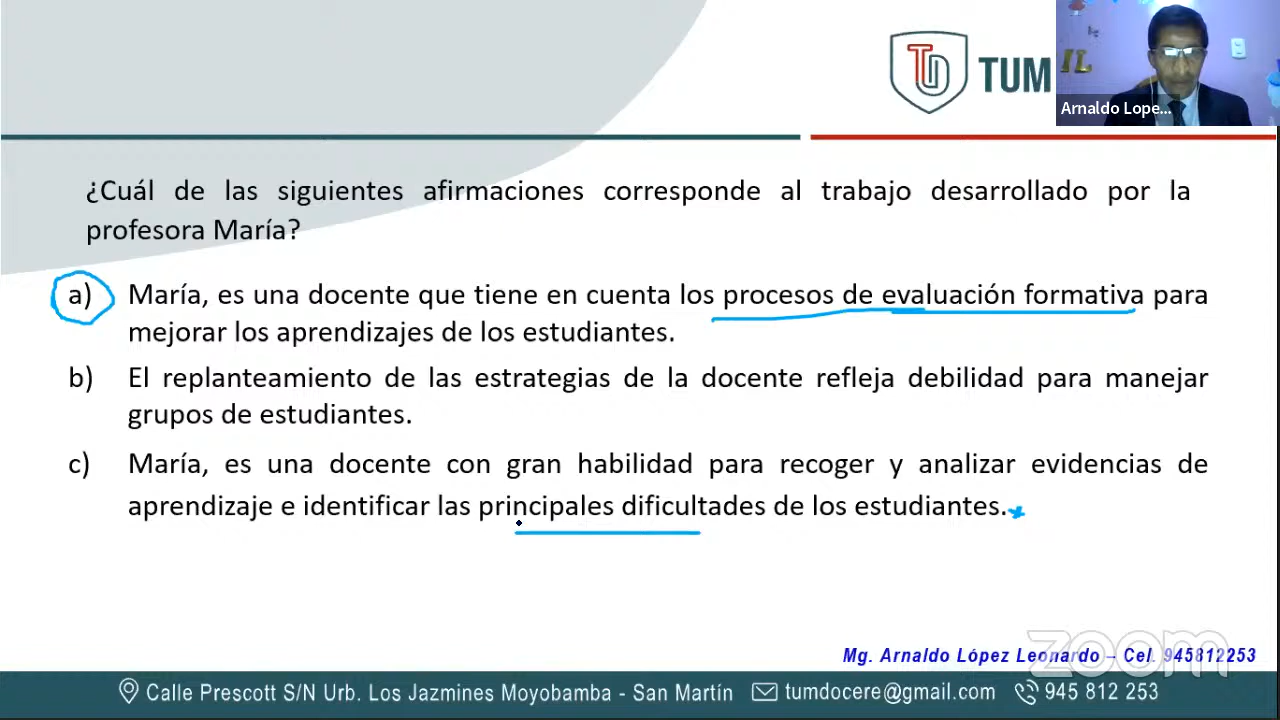 TUM
IL
Arnaldo Lope...
¿Cuál de las siguientes afirmaciones corresponde al trabajo desarrollado por la
profesora María?
a) María, es una docente que tiene en cuenta los procesos de evaluación formativa para
mejorar los aprendizajes de los estudiantes.
b) El replanteamiento de las estrategias de la docente refleja debilidad para manejar
grupos de estudiantes.
c) María, es una docente con gran habilidad para recoger y analizar evidencias de
aprendizaje e identificar las principales dificultades de los estudiantes.
zoom
Mg. Arnaldo López Leonardo – Cel. 945812253
Calle Prescott S/N Urb. Los Jazmines Moyobamba - San Martín tumdocere@gmail.com 945 812 253